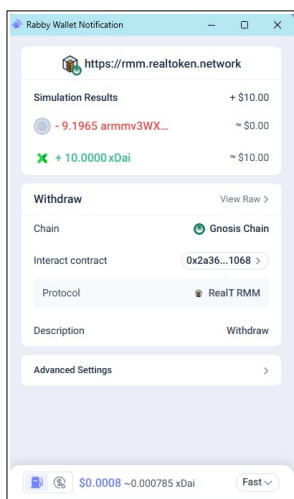 Rabby Wallet Notification
https://rmm.realtoken.network
Simulation Results + $10.00
- 9.1965 armmv3WX... ~ $0.00
+ 10.0000 xDai ~ $10.00
Withdraw View Raw >
Chain Gnosis Chain
Interact contract 0x2a36...1068 >
Protocol RealT RMM
Description Withdraw
Advanced Settings >
$0.0008 ~0.000785 xDai Fast